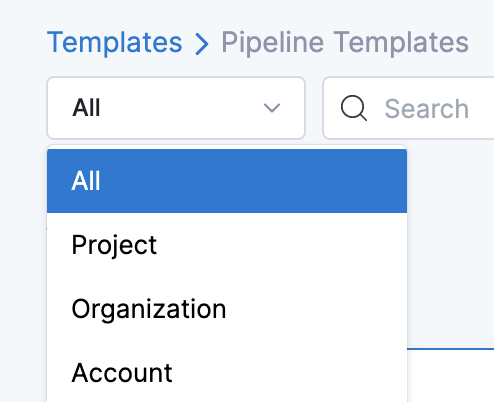 Templates > Pipeline Templates
All
Search
All
Project
Organization
Account